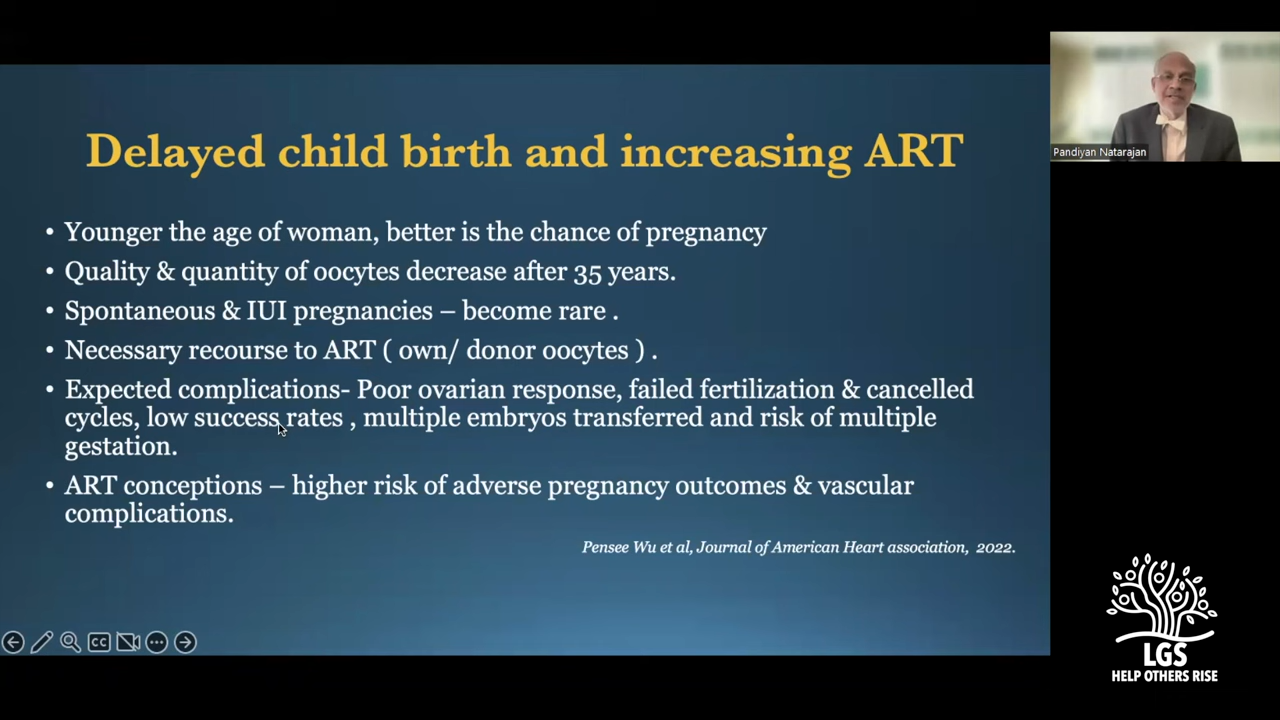 Delayed child birth and increasing ART
• Younger the age of woman, better is the chance of pregnancy
• Quality & quantity of oocytes decrease after 35 years.
• Spontaneous & IUI pregnancies – become rare .
• Necessary recourse to ART ( own/ donor oocytes ) .
• Expected complications- Poor ovarian response, failed fertilization & cancelled
cycles, low success rates , multiple embryos transferred and risk of multiple
gestation.
• ART conceptions – higher risk of adverse pregnancy outcomes & vascular
complications.
Pensee Wu et al, Journal of American Heart association, 2022.
CC
Pandiyan Natarajan
LGS
HELP OTHERS RISE